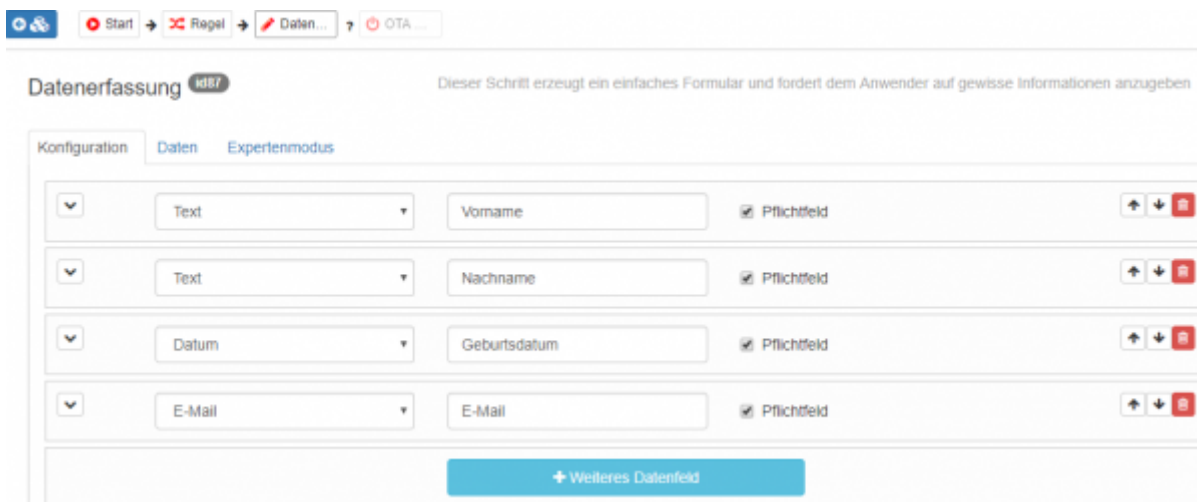 Start Regel Daten... ? OTA ...
Datenerfassung id87 Dieser Schritt erzeugt ein einfaches Formular und fordert dem Anwender auf gewisse Informationen anzugeben
Konfiguration Daten Expertenmodus
Text Vorname Pflichtfeld
Text Nachname Pflichtfeld
Datum Geburtsdatum Pflichtfeld
E-Mail E-Mail Pflichtfeld
+ Weiteres Datenfeld